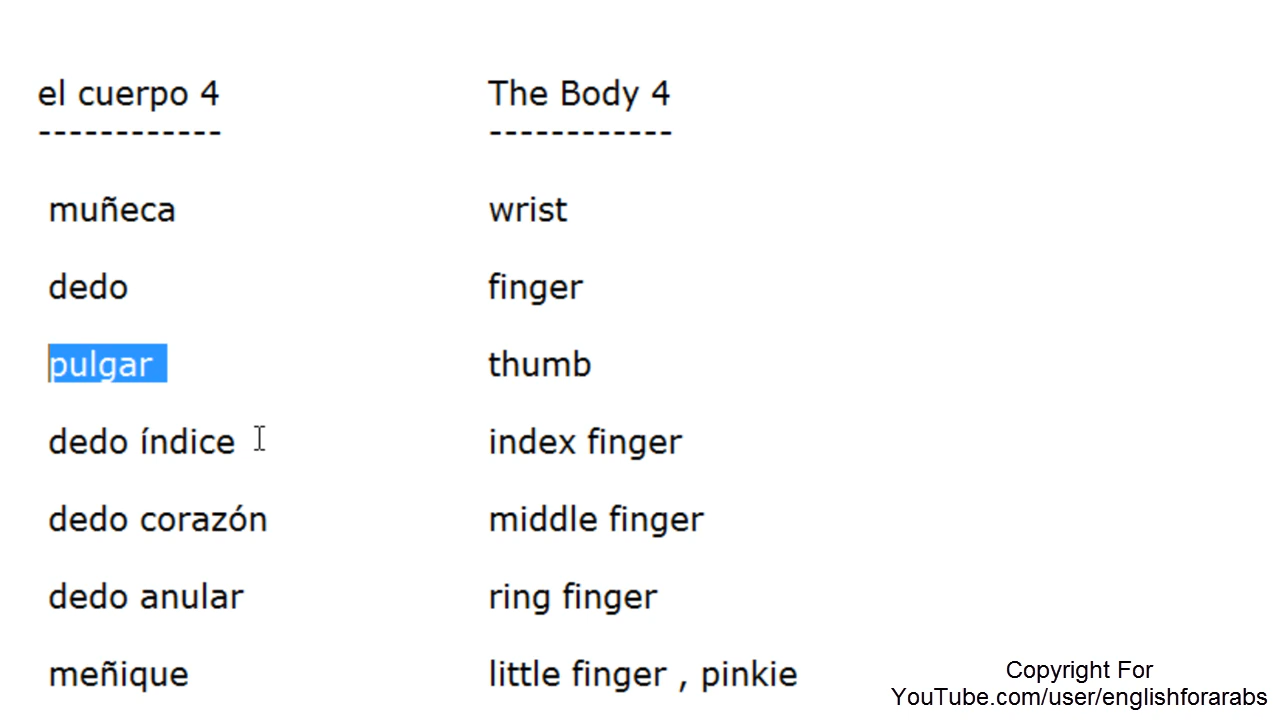 el cuerpo 4 The Body 4
------------ ------------
muñeca wrist
dedo finger
pulgar thumb
dedo índice index finger
dedo corazón middle finger
dedo anular ring finger
meñique little finger , pinkie
Copyright For
YouTube.com/user/englishforarabs